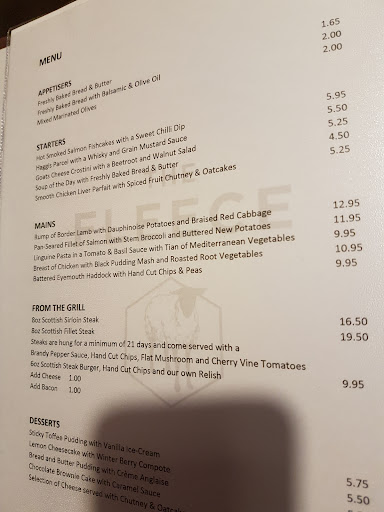 MENU
APPETISERS
Freshly Baked Bread & Butter 1.65
Freshly Baked Bread with Balsamic & Olive Oil 2.00
Mixed Marinated Olives 2.00
STARTERS
Hot Smoked Salmon Fishcakes with a Sweet Chilli Dip 5.95
Haggis Parcel with a Whisky and Grain Mustard Sauce 5.50
Goats Cheese Crostini with a Beetroot and Walnut Salad 5.25
Soup of the Day with Freshly Baked Bread & Butter 4.50
Smooth Chicken Liver Parfait with Spiced Fruit Chutney & Oatcakes 5.25
THE
FLEECE
MAINS
Rump of Border Lamb with Dauphinoise Potatoes and Braised Red Cabbage 12.95
Pan-Seared Fillet of Salmon with Stem Broccoli and Buttered New Potatoes 11.95
Linguine Pasta in a Tomato & Basil Sauce with Tian of Mediterranean Vegetables 9.95
Breast of Chicken with Black Pudding Mash and Roasted Root Vegetables 10.95
Battered Eyemouth Haddock with Hand Cut Chips & Peas 9.95
FROM THE GRILL
8oz Scottish Sirloin Steak 16.50
8oz Scottish Fillet Steak 19.50
Steaks are hung for a minimum of 21 days and come served with a
Brandy Pepper Sauce, Hand Cut Chips, Flat Mushroom and Cherry Vine Tomatoes
6oz Scottish Steak Burger, Hand Cut Chips and our own Relish 9.95
Add Cheese 1.00
Add Bacon 1.00
DESSERTS
Sticky Toffee Pudding with Vanilla Ice-Cream
Lemon Cheesecake with Winter Berry Compote 5.75
Bread and Butter Pudding with Crème Anglaise 5.50
Chocolate Brownie Cake with Caramel Sauce
Selection of Cheese served with Chutney &